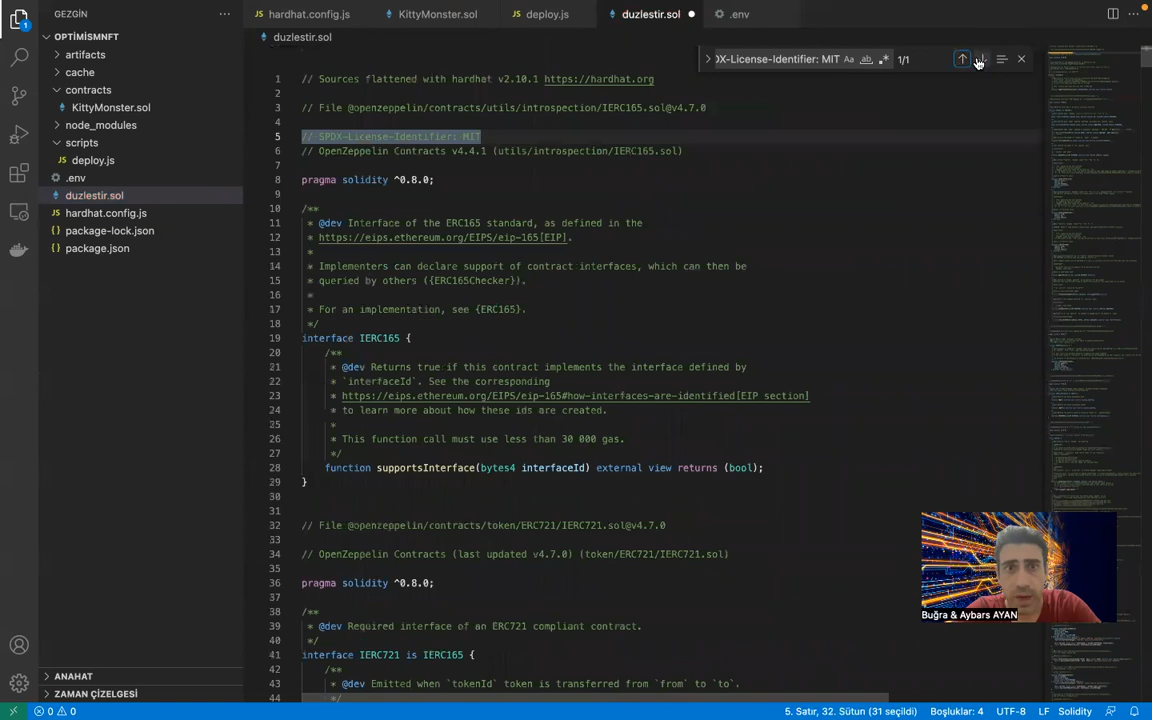 GEZGİN
hardhat.config.js
KittyMonster.sol
deploy.js
duzlestir.sol
.env
OPTİMİSMNFT
artifacts
cache
contracts
KittyMonster.sol
node_modules
scripts
deploy.js
.env
duzlestir.sol
hardhat.config.js
package-lock.json
package.json
ANAHAT
ZAMAN ÇİZELGESİ
duzlestir.sol
DX-License-Identifier: MIT Aa ab .* 1/1
1 // Sources flattened with hardhat v2.10.1 https://hardhat.org
2
3 // File @openzeppelin/contracts/utils/introspection/IERC165.sol@v4.7.0
4
5 // SPDX-License-Identifier: MIT
6 // OpenZeppelin Contracts v4.4.1 (utils/introspection/IERC165.sol)
7
8 pragma solidity ^0.8.0;
9
10 /**
11 * @dev Interface of the ERC165 standard, as defined in the
12 * https://eips.ethereum.org/EIPS/eip-165[EIP].
13 *
14 * Implementers can declare support of contract interfaces, which can then be
15 * queried by others ({ERC165Checker}).
16 *
17 * For an implementation, see {ERC165}.
18 */
19 interface IERC165 {
20 /**
21 * @dev Returns true if this contract implements the interface defined by
22 * `interfaceId`. See the corresponding
23 * https://eips.ethereum.org/EIPS/eip-165#how-interfaces-are-identified[EIP section]
24 * to learn more about how these ids are created.
25 *
26 * This function call must use less than 30 000 gas.
27 */
28 function supportsInterface(bytes4 interfaceId) external view returns (bool);
29 }
30
31
32 // File @openzeppelin/contracts/token/ERC721/IERC721.sol@v4.7.0
33
34 // OpenZeppelin Contracts (last updated v4.7.0) (token/ERC721/IERC721.sol)
35
36 pragma solidity ^0.8.0;
37
38 /**
39 * @dev Required interface of an ERC721 compliant contract.
40 */
41 interface IERC721 is IERC165 {
42 /**
43 * @dev Emitted when `tokenId` token is transferred from `from` to `to`.
44 */
Buğra & Aybars AYAN
0 0 5. Satır, 32. Sütun (31 seçildi) Boşluklar: 4 UTF-8 LF Solidity